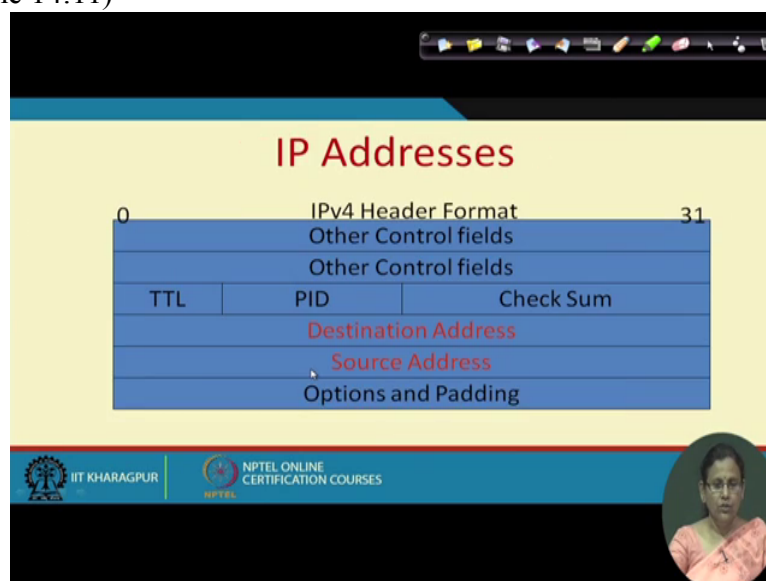 IP Addresses
IPv4 Header Format
0 31
Other Control fields
Other Control fields
TTL PID Check Sum
Destination Address
Source Address
Options and Padding
IIT KHARAGPUR
NPTEL
NPTEL ONLINE
CERTIFICATION COURSES